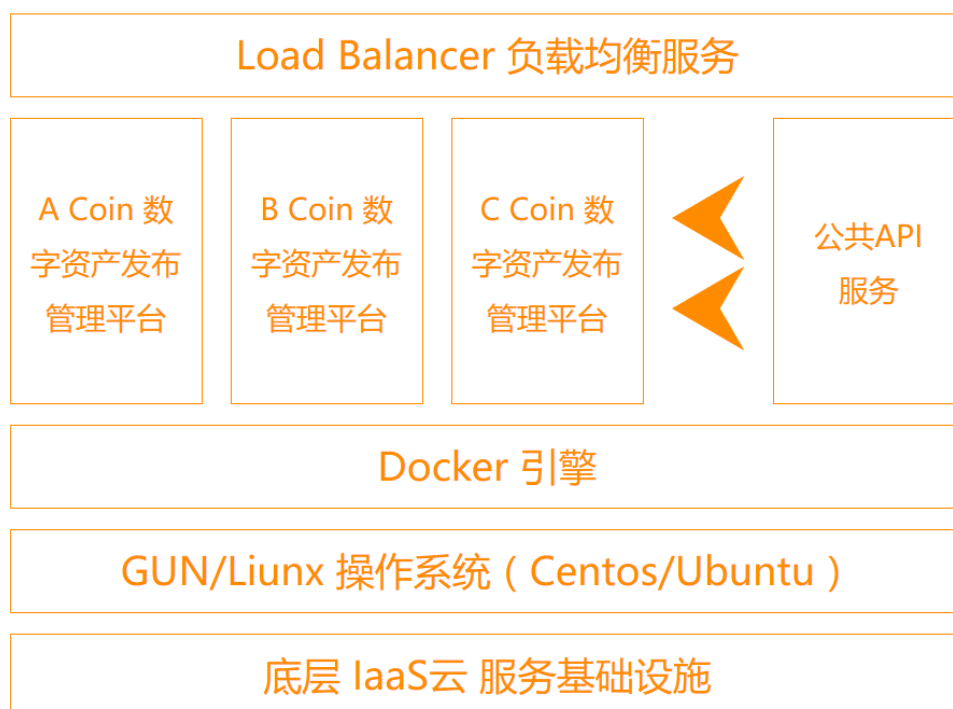 Load Balancer 负载均衡服务
A Coin 数
字资产发布
管理平台
B Coin 数
字资产发布
管理平台
C Coin 数
字资产发布
管理平台
公共API
服务
Docker 引擎
GUN/Liunx 操作系统（Centos/Ubuntu）
底层 IaaS云 服务基础设施